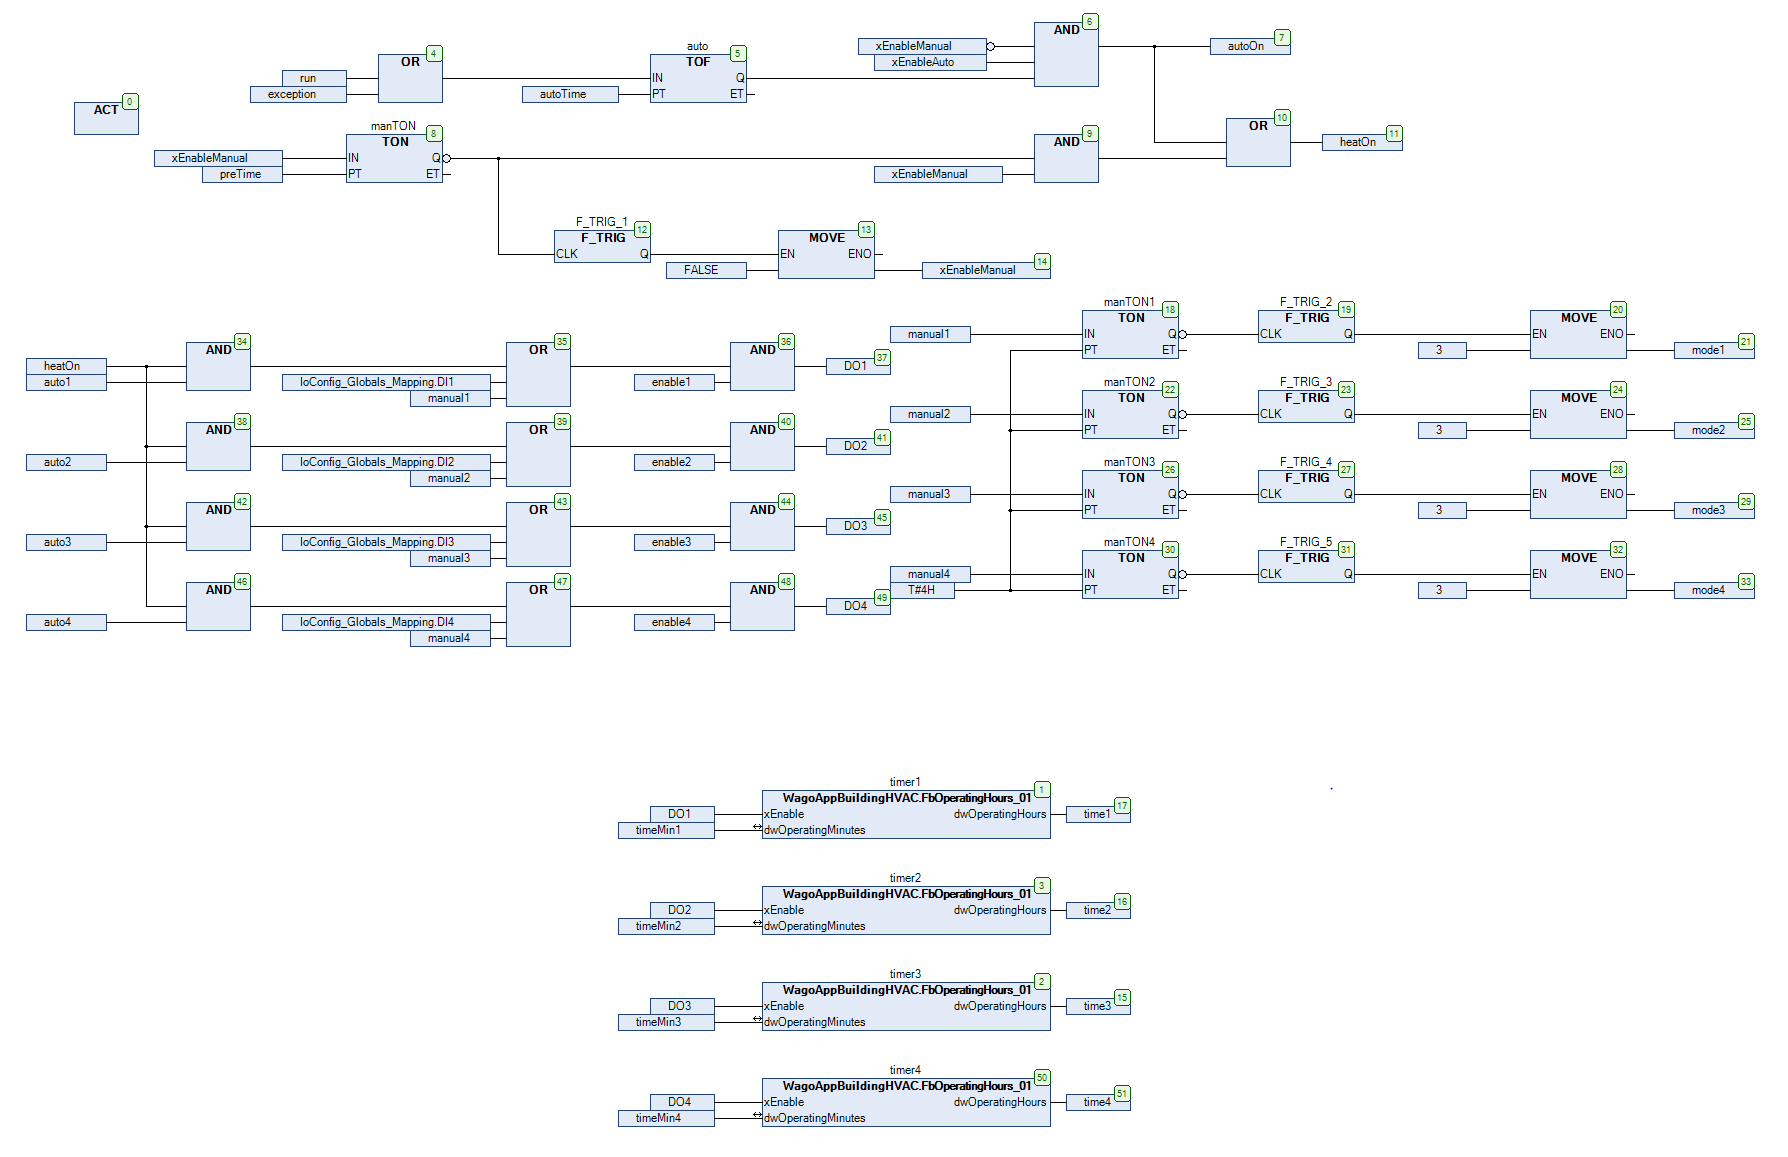 ACT 0
run
exception
OR 4
auto
TOF 5
IN Q
PT ET
autoTime
xEnableManual
xEnableAuto
AND 6
autoOn 7
manTON
TON 8
xEnableManual IN Q
preTime PT ET
AND 9
xEnableManual
OR 10
heatOn 11
F_TRIG_1
F_TRIG 12
CLK Q
MOVE 13
EN ENO
FALSE
xEnableManual 14
heatOn
auto1
AND 34
OR 35
IoConfig_Globals_Mapping.DI1
manual1
AND 36
enable1
DO1 37
AND 38
auto2
OR 39
IoConfig_Globals_Mapping.DI2
manual2
AND 40
enable2
DO2 41
AND 42
auto3
OR 43
IoConfig_Globals_Mapping.DI3
manual3
AND 44
enable3
DO3 45
AND 46
auto4
OR 47
IoConfig_Globals_Mapping.DI4
manual4
AND 48
enable4
DO4 49
manTON1
TON 18
manual1 IN Q
PT ET
F_TRIG_2
F_TRIG 19
CLK Q
MOVE 20
EN ENO
3
mode1 21
manTON2
TON 22
manual2 IN Q
PT ET
F_TRIG_3
F_TRIG 23
CLK Q
MOVE 24
EN ENO
3
mode2 25
manTON3
TON 26
manual3 IN Q
PT ET
F_TRIG_4
F_TRIG 27
CLK Q
MOVE 28
EN ENO
3
mode3 29
manTON4
TON 30
manual4 IN Q
T#4H PT ET
F_TRIG_5
F_TRIG 31
CLK Q
MOVE 32
EN ENO
3
mode4 33
timer1
WagoAppBuildingHVAC.FbOperatingHours_01 1
DO1 xEnable dwOperatingHours time1 17
timeMin1 dwOperatingMinutes
timer2
WagoAppBuildingHVAC.FbOperatingHours_01 3
DO2 xEnable dwOperatingHours time2 16
timeMin2 dwOperatingMinutes
timer3
WagoAppBuildingHVAC.FbOperatingHours_01 2
DO3 xEnable dwOperatingHours time3 15
timeMin3 dwOperatingMinutes
timer4
WagoAppBuildingHVAC.FbOperatingHours_01 50
DO4 xEnable dwOperatingHours time4 51
timeMin4 dwOperatingMinutes